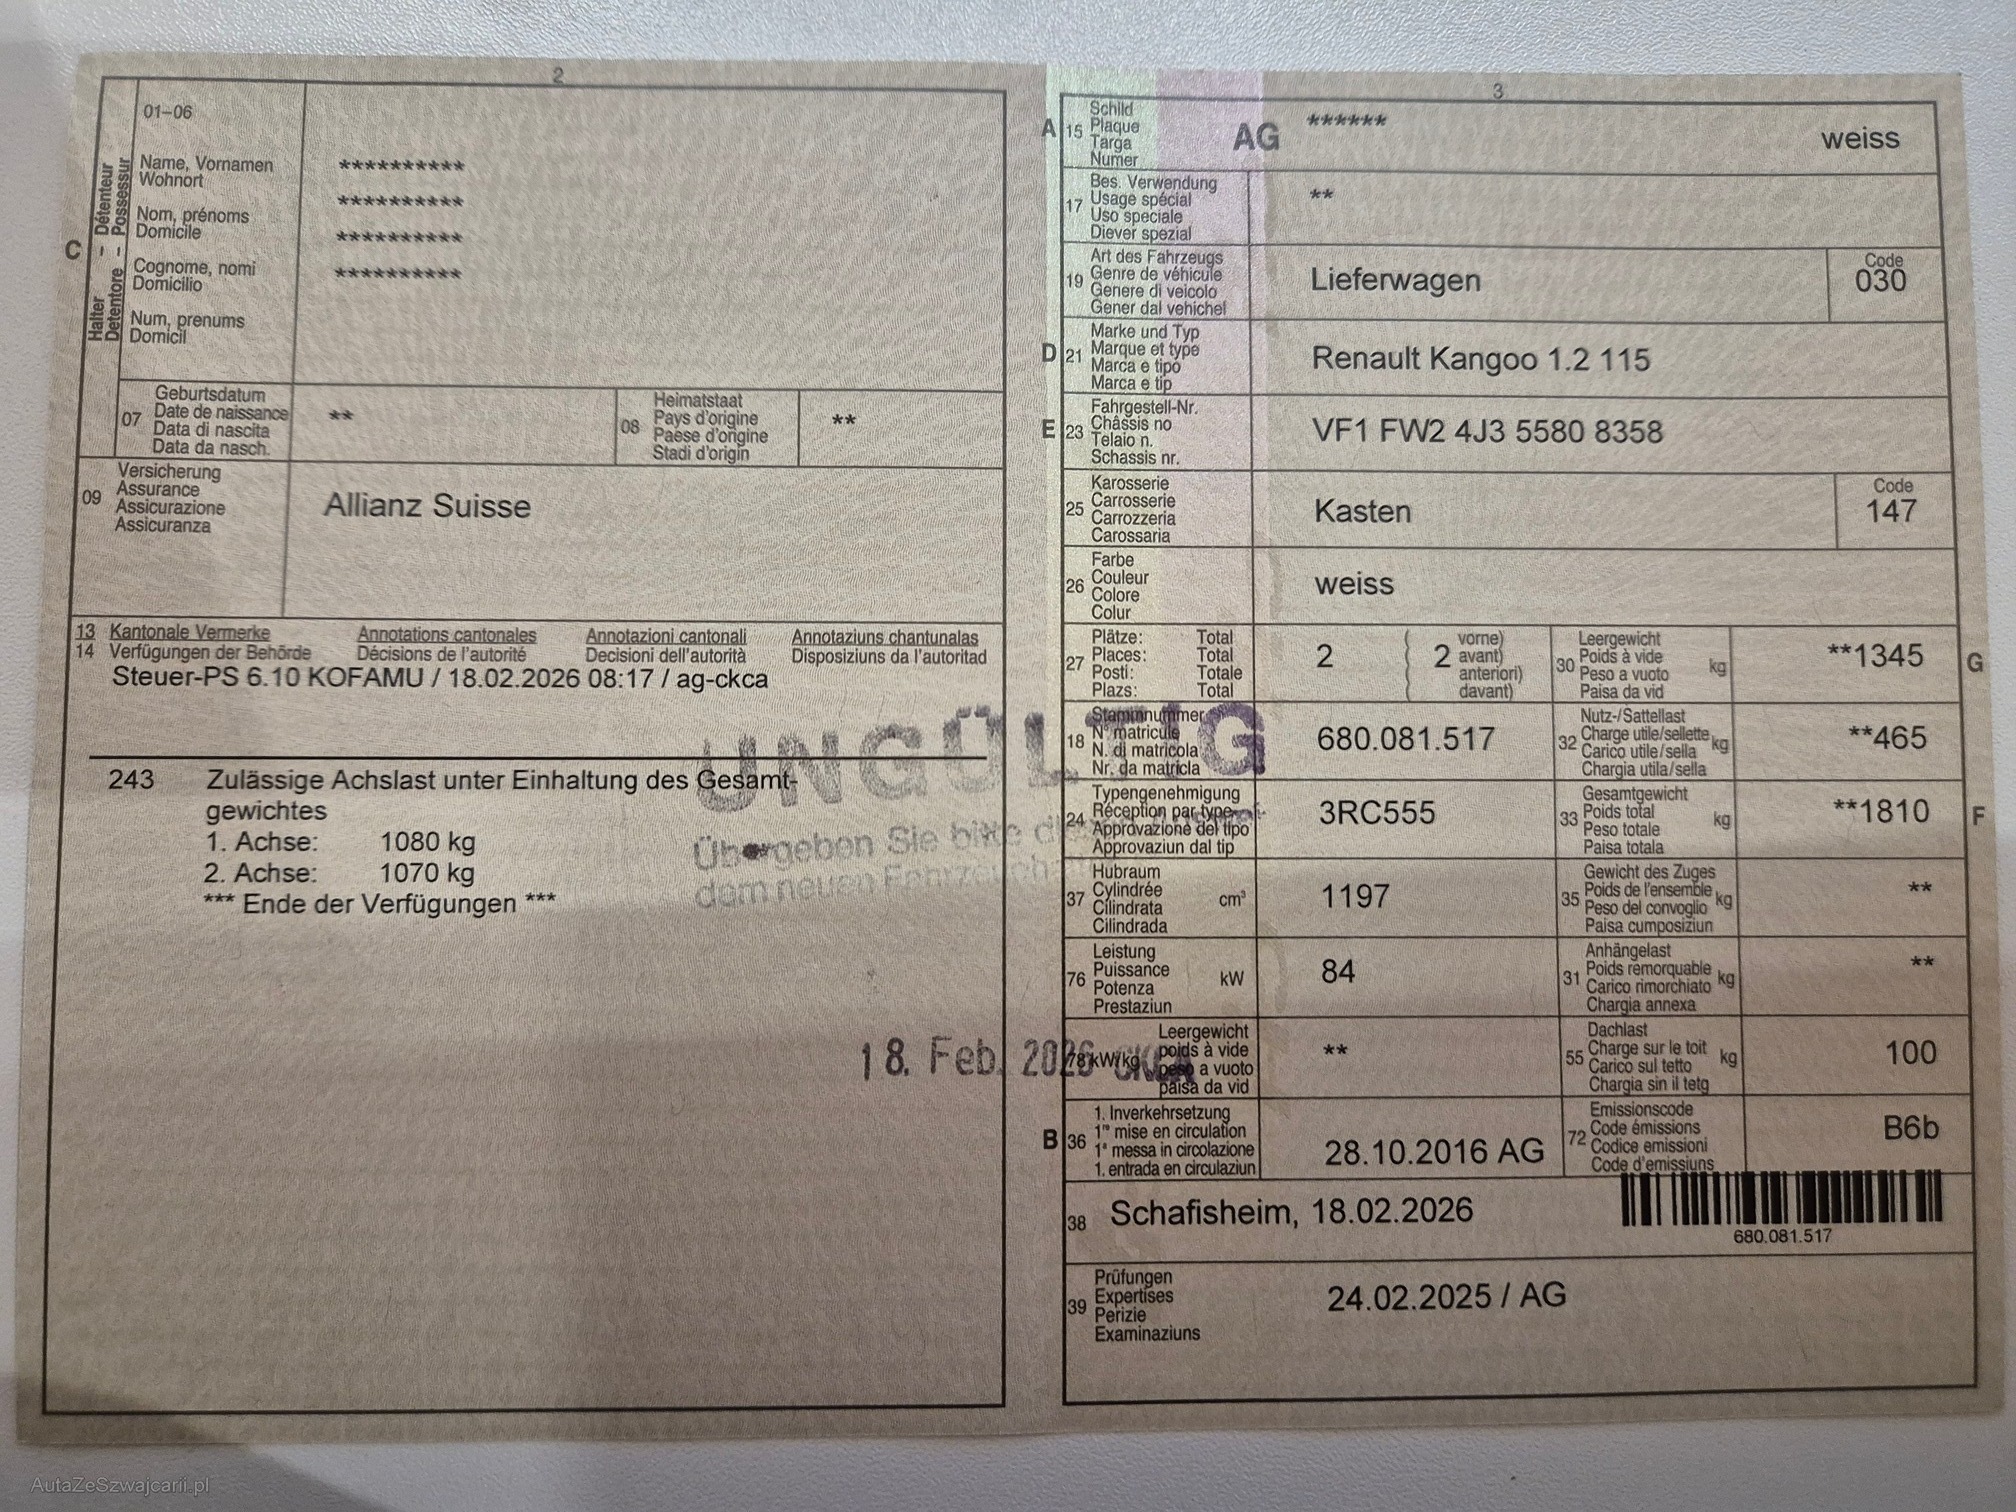 2
01–06
Name, Vornamen
Wohnort
Nom, prénoms
Domicile
Cognome, nomi
Domicilio
Num, prenums
Domicil
C
Halter – Détenteur
Detentore – Possessur
**********
**********
**********
**********
07
Geburtsdatum
Date de naissance
Data di nascita
Data da nasch.
**
08
Heimatstaat
Pays d'origine
Paese d'origine
Stadi d'origin
**
09
Versicherung
Assurance
Assicurazione
Assicuranza
Allianz Suisse
13 Kantonale Vermerke Annotations cantonales Annotazioni cantonali Annotaziuns chantunalas
14 Verfügungen der Behörde Décisions de l'autorité Decisioni dell'autorità Disposiziuns da l'autoritad
Steuer-PS 6.10 KOFAMU / 18.02.2026 08:17 / ag-ckca
UNGÜLTIG
243 Zulässige Achslast unter Einhaltung des Gesamt-
gewichtes
1. Achse: 1080 kg
2. Achse: 1070 kg
*** Ende der Verfügungen ***
Übergeben Sie bitte
dem neuen
18. Feb. 2026 CKCA
3
A 15
Schild
Plaque
Targa
Numer
AG ****** weiss
17
Bes. Verwendung
Usage spécial
Uso speciale
Diever spezial
**
19
Art des Fahrzeugs
Genre de véhicule
Genere di veicolo
Gener dal vehichel
Lieferwagen
Code
030
D 21
Marke und Typ
Marque et type
Marca e tipo
Marca e tip
Renault Kangoo 1.2 115
E 23
Fahrgestell-Nr.
Châssis no
Telaio n.
Schassis nr.
VF1 FW2 4J3 5580 8358
25
Karosserie
Carrosserie
Carrozzeria
Carossaria
Kasten
Code
147
26
Farbe
Couleur
Colore
Colur
weiss
27
Plätze: Total
Places: Total
Posti: Totale
Plazs: Total
2
( 2 vorne)
avant)
anteriori)
davant)
30
Leergewicht
Poids à vide
Peso a vuoto
Paisa da vid
kg
**1345
G
18
Stammnummer
N° matricule
N. di matricola
Nr. da matricla
680.081.517
32
Nutz-/Sattellast
Charge utile/sellette
Carico utile/sella
Chargia utila/sella
kg
**465
24
Typengenehmigung
Réception par type
Approvazione del tipo
Approvaziun dal tip
3RC555
33
Gesamtgewicht
Poids total
Peso totale
Paisa totala
kg
**1810
F
37
Hubraum
Cylindrée
Cilindrata
Cilindrada
cm³
1197
35
Gewicht des Zuges
Poids de l'ensemble
Peso del convoglio
Paisa cumposiziun
kg
**
76
Leistung
Puissance
Potenza
Prestaziun
kW
84
31
Anhängelast
Poids remorquable
Carico rimorchiato
Chargia annexa
kg
**
78 kW/kg
Leergewicht
poids à vide
peso a vuoto
paisa da vid
**
55
Dachlast
Charge sur le toit
Carico sul tetto
Chargia sin il tetg
kg
100
B 36
1. Inverkehrsetzung
1re mise en circulation
1a messa in circolazione
1. entrada en circulaziun
28.10.2016 AG
72
Emissionscode
Code émissions
Codice emissioni
Code d'emissiuns
B6b
38 Schafisheim, 18.02.2026
680.081.517
39
Prüfungen
Expertises
Perizie
Examinaziuns
24.02.2025 / AG
AutaZeSzwajcarii.pl